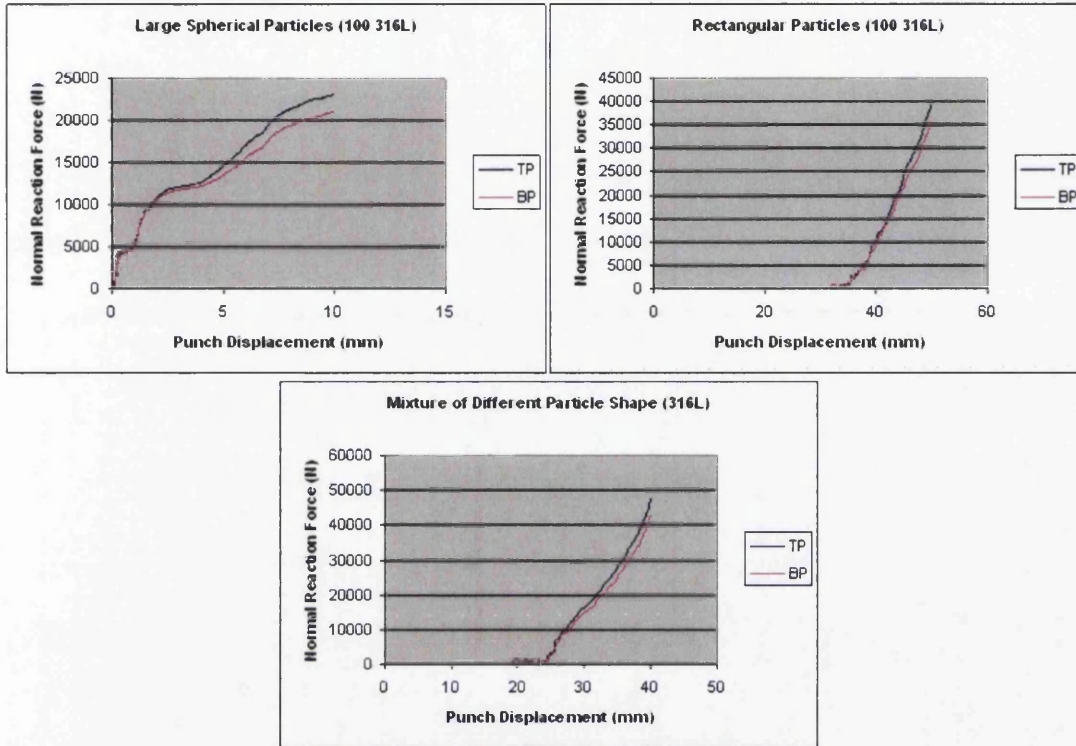 Large Spherical Particles (100 316L)
Normal Reaction Force (N)
25000
20000
15000
10000
5000
0
0 5 10 15
Punch Displacement (mm)
TP
BP
Rectangular Particles (100 316L)
Normal Reaction Force (N)
45000
40000
35000
30000
25000
20000
15000
10000
5000
0
0 20 40 60
Punch Displacement (mm)
TP
BP
Mixture of Different Particle Shape (316L)
Normal Reaction Force (N)
60000
50000
40000
30000
20000
10000
0
0 10 20 30 40 50
Punch Displacement (mm)
TP
BP